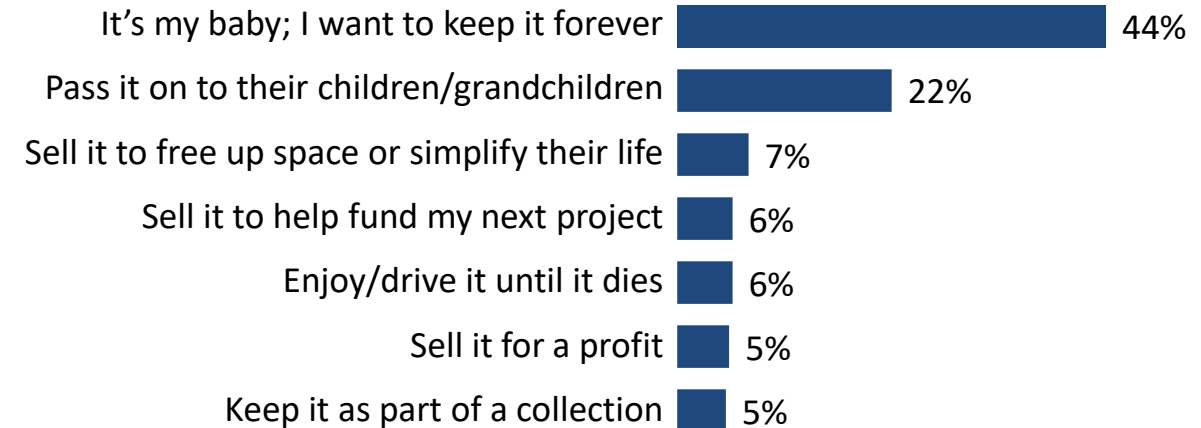 It’s my baby; I want to keep it forever 44%
Pass it on to their children/grandchildren 22%
Sell it to free up space or simplify their life 7%
Sell it to help fund my next project 6%
Enjoy/drive it until it dies 6%
Sell it for a profit 5%
Keep it as part of a collection 5%